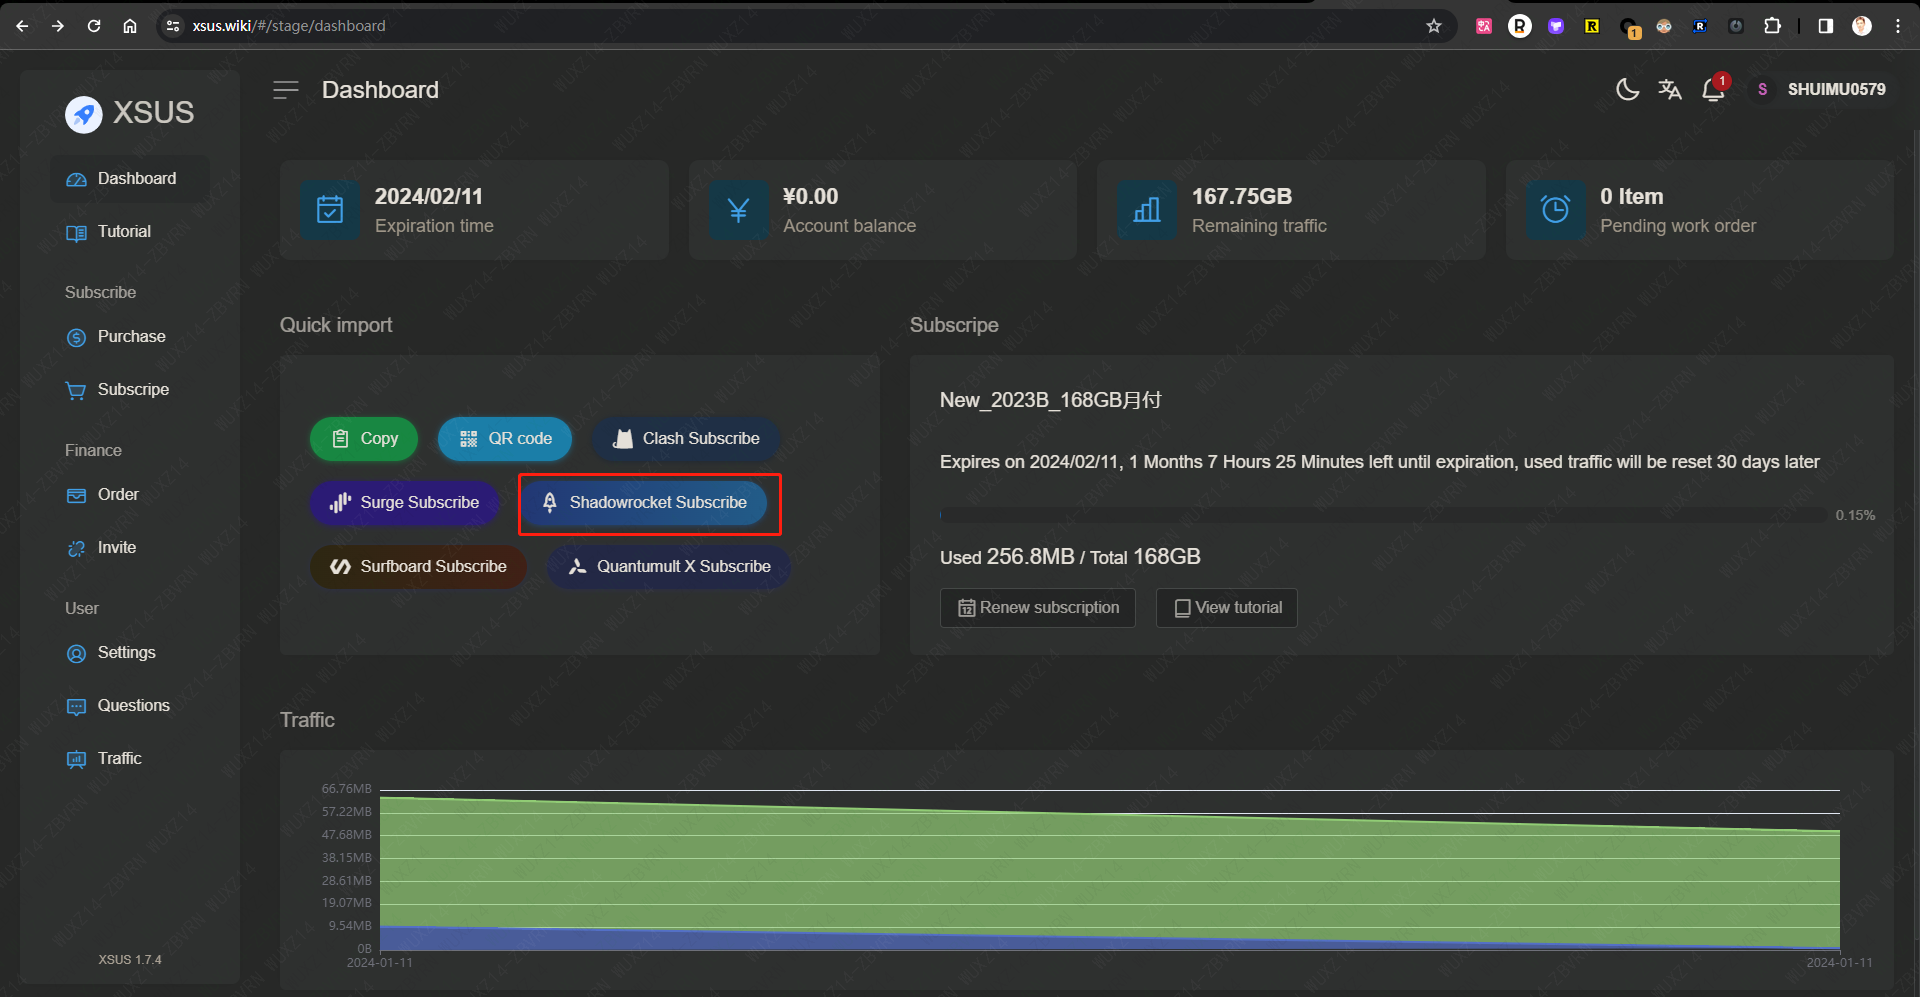 xsus.wiki/#/stage/dashboard
1
XSUS
Dashboard
Tutorial
Subscribe
Purchase
Subscripe
Finance
Order
Invite
User
Settings
Questions
Traffic
XSUS 1.7.4
Dashboard
1
S
SHUIMU0579
2024/02/11
Expiration time
¥0.00
Account balance
167.75GB
Remaining traffic
0 Item
Pending work order
Quick import
Copy
QR code
Clash Subscribe
Surge Subscribe
Shadowrocket Subscribe
Surfboard Subscribe
Quantumult X Subscribe
Subscripe
New_2023B_168GB月付
Expires on 2024/02/11, 1 Months 7 Hours 25 Minutes left until expiration, used traffic will be reset 30 days later
0.15%
Used 256.8MB / Total 168GB
Renew subscription
View tutorial
Traffic
66.76MB
57.22MB
47.68MB
38.15MB
28.61MB
19.07MB
9.54MB
0B
2024-01-11
2024-01-11
WUXZ14-ZBVRN WUXZ14